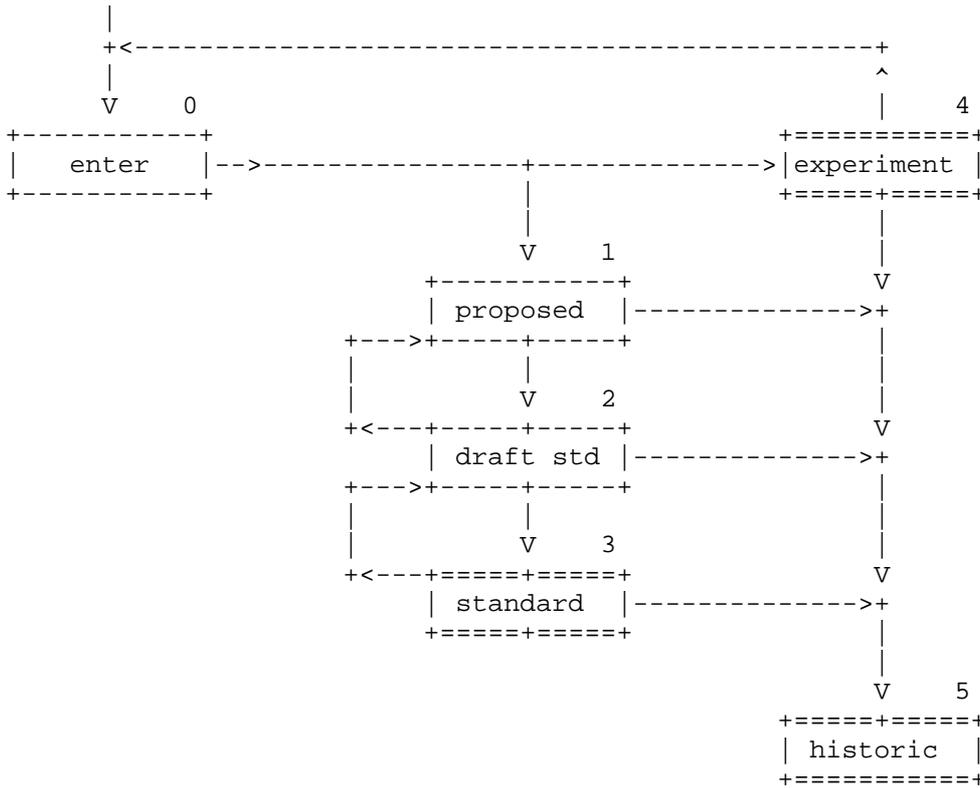 0
4
enter
experiment
1
proposed
2
draft std
3
standard
5
historic